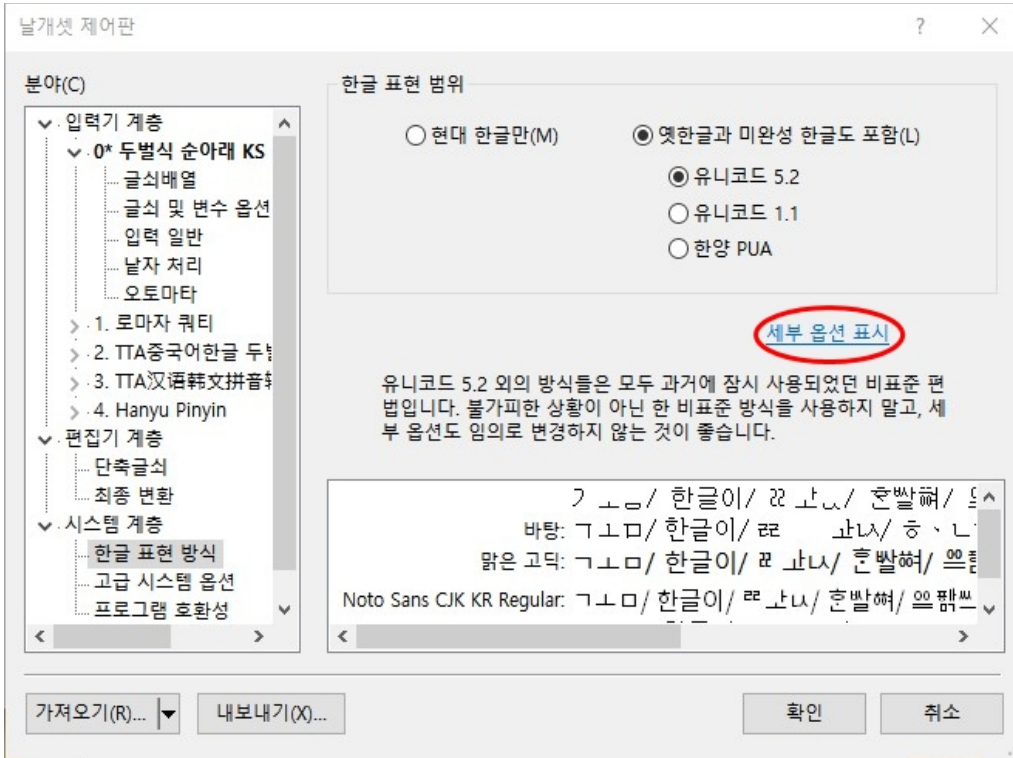 날개셋 제어판
분야(C)
입력기 계층
0* 두벌식 순아래 KS
글쇠배열
글쇠 및 변수 옵션
입력 일반
낱자 처리
오토마타
1. 로마자 쿼티
2. TTA중국어한글
3. TTA汉语韩文拼音
4. Hanyu Pinyin
편집기 계층
단축글쇠
최종 변환
시스템 계층
한글 표현 방식
고급 시스템 옵션
프로그램 호환성
한글 표현 범위
현대 한글만(M)
옛한글과 미완성 한글도 포함(L)
유니코드 5.2
유니코드 1.1
한양 PUA
세부 옵션 표시
유니코드 5.2 외의 방식들은 모두 과거에 잠시 사용되었던 비표준 편
법입니다. 불가피한 상황이 아닌 한 비표준 방식을 사용하지 말고, 세
부 옵션도 임의로 변경하지 않는 것이 좋습니다.
ㄱㅗㅁ/ 한글이/
바탕: ㄱㅗㅁ/ 한글이/
맑은 고딕: ㄱㅗㅁ/ 한글이/
Noto Sans CJK KR Regular: ㄱㅗㅁ/ 한글이/
가져오기(R)...
내보내기(X)...
확인
취소